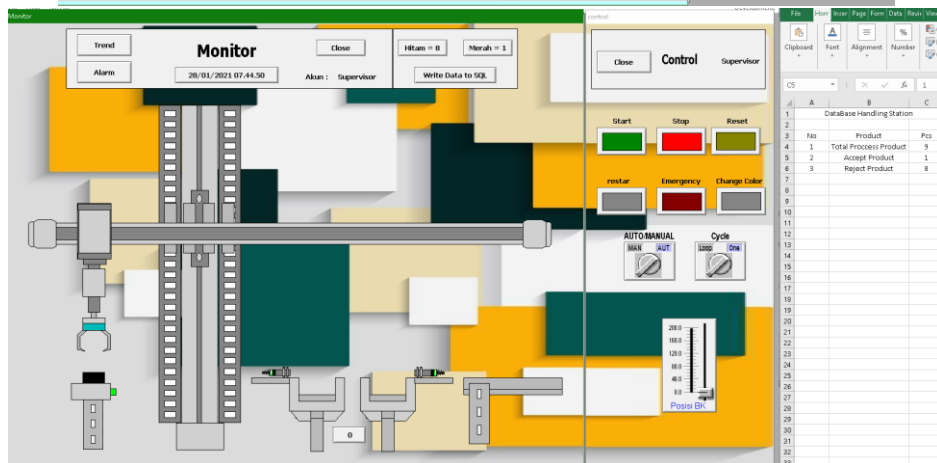 Monitor
Trend
Alarm
Monitor
28/01/2021 07.44.50
Close
Akun : Supervisor
Hitam = 0
Merah = 1
Write Data to SQL
0
control
Close
Control
Supervisor
Start
Stop
Reset
restar
Emergency
Change Color
AUTO/MANUAL
Cycle
MAN
AUT
Loop
One
200.0
160.0
120.0
80.0
40.0
0.0
Posisi BK
File Hom Inser Page Form Data Revi View
Clipboard
Font
Alignment
Number
C5
fx
1
A B C
1 DataBase Handling Station
2
3 No Product Pcs
4 1 Total Proccess Product 9
5 2 Accept Product 1
6 3 Reject Product 8
7
8
9
10
11
12
13
14
15
16
17
18
19
20
21
22
23
24
25
26
27
28
29
30
31
32